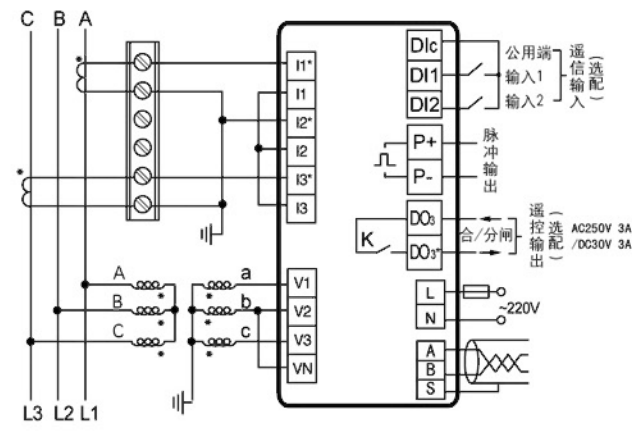 C B A
I1*
I1
I2*
I2
I3*
I3
DIc
DI1
DI2
公用端
输入1
输入2
遥信输入
(选配)
P+
P-
脉冲输出
DO3
DO3*
K
合/分闸
遥控输出
(选配)
AC250V 3A
/DC30V 3A
A
B
C
a
b
c
V1
V2
V3
VN
L
N
~220V
A
B
S
L3 L2 L1